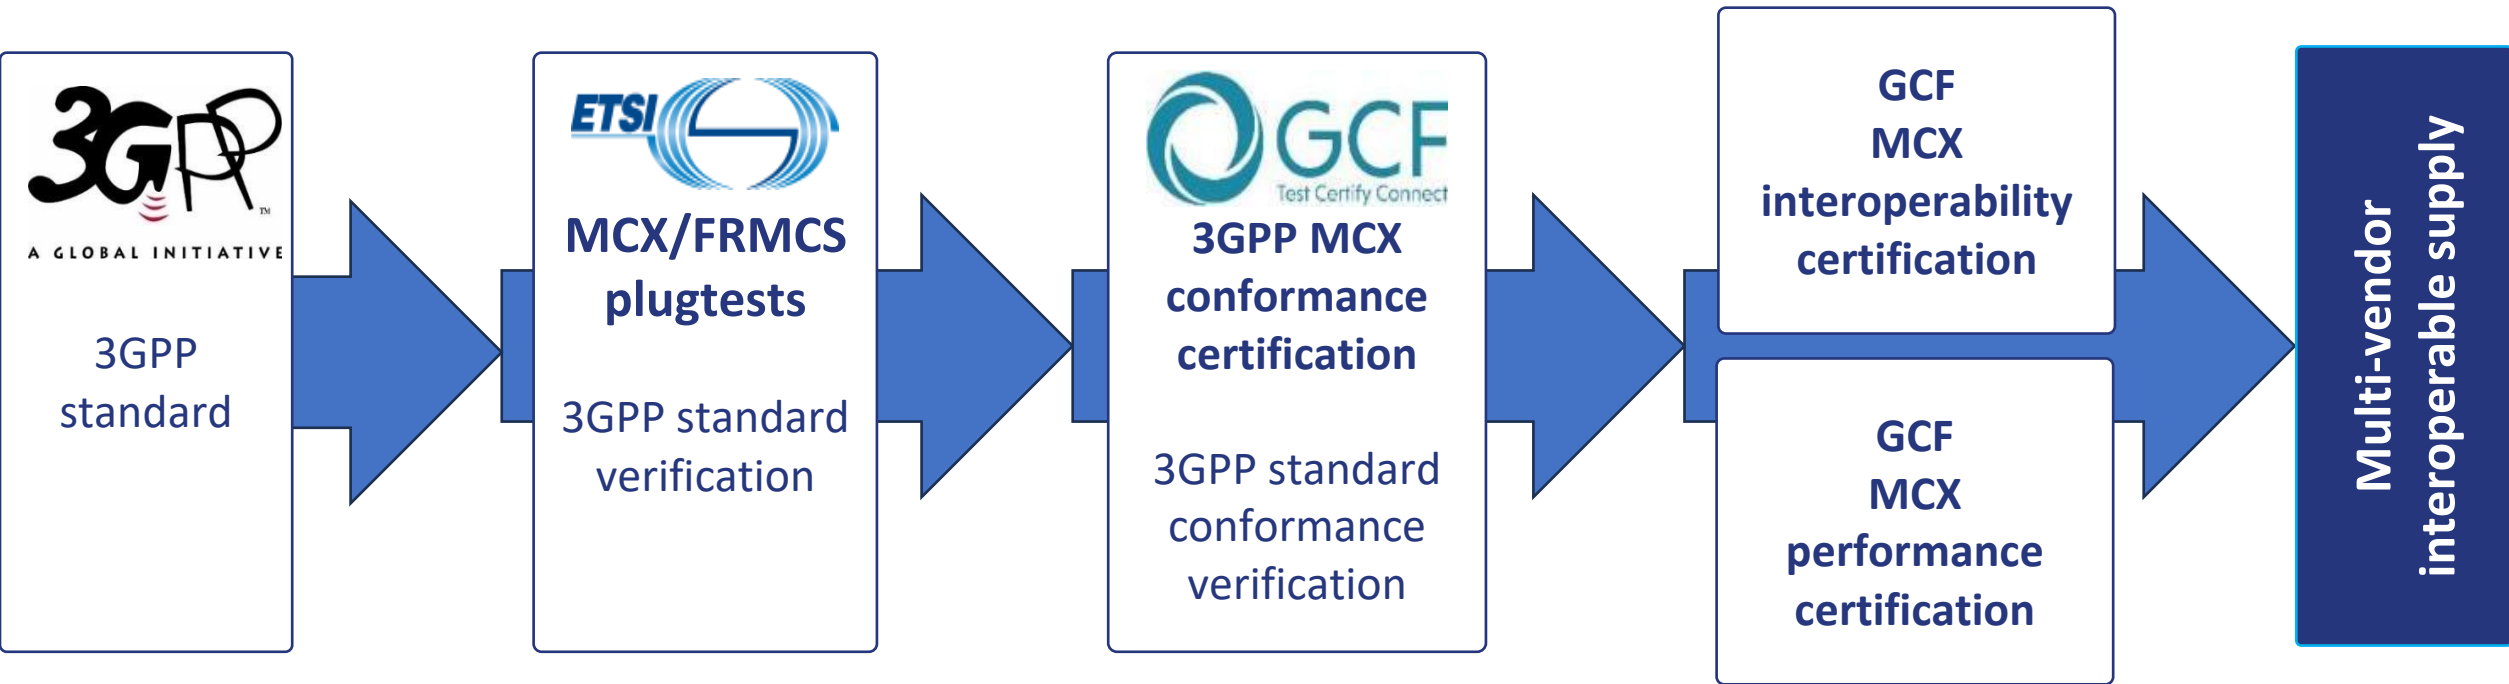 3GPP
TM
A GLOBAL INITIATIVE
3GPP
standard
ETSI
MCX/FRMCS
plugtests
3GPP standard
verification
GCF
Test Certify Connect
3GPP MCX
conformance
certification
3GPP standard
conformance
verification
GCF
MCX
interoperability
certification
GCF
MCX
performance
certification
Multi-vendor
interoperable supply